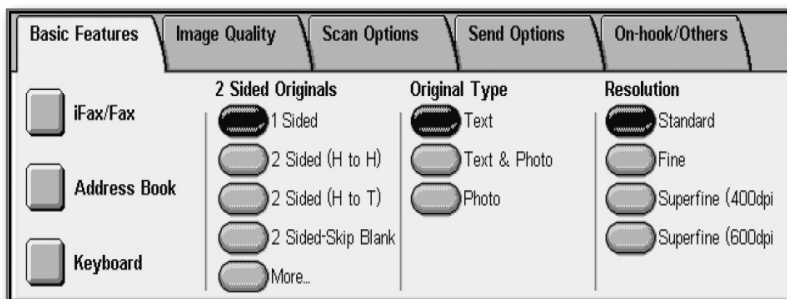 Basic Features
Image Quality
Scan Options
Send Options
On-hook/Others
iFax/Fax
Address Book
Keyboard
2 Sided Originals
1 Sided
2 Sided (H to H)
2 Sided (H to T)
2 Sided-Skip Blank
More...
Original Type
Text
Text & Photo
Photo
Resolution
Standard
Fine
Superfine (400dpi
Superfine (600dpi